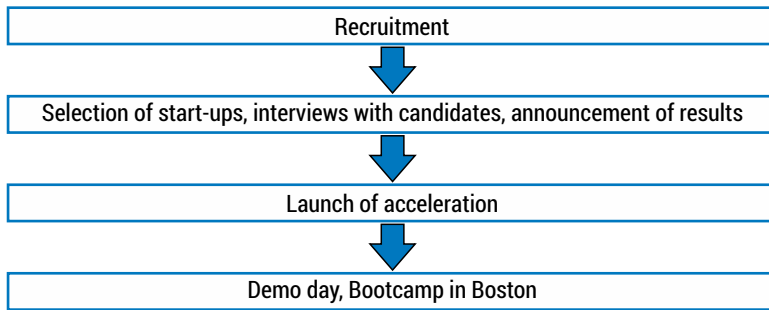 Recruitment
Selection of start-ups, interviews with candidates, announcement of results
Launch of acceleration
Demo day, Bootcamp in Boston